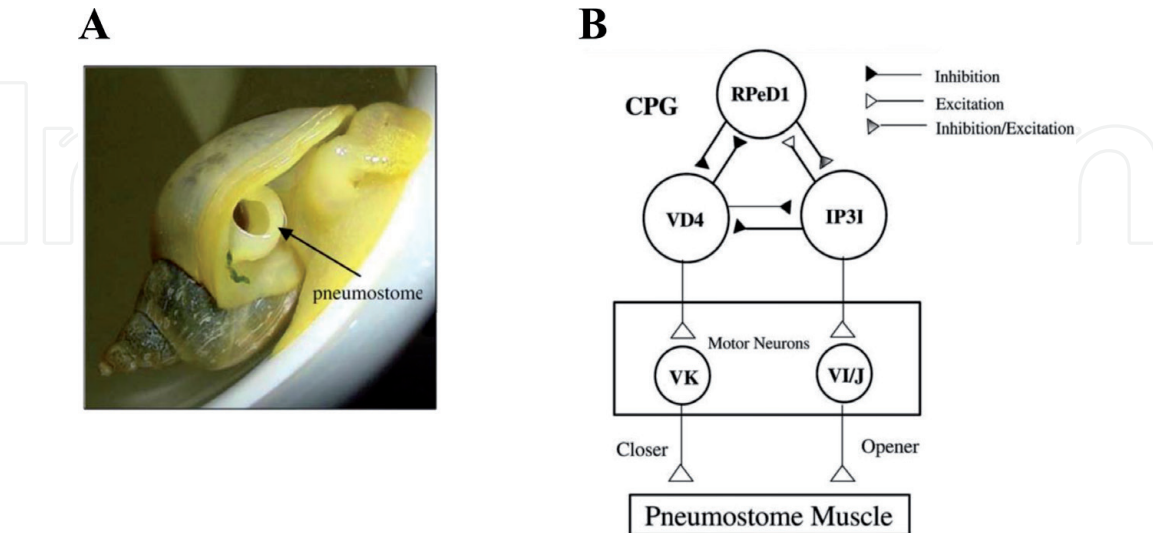 A
pneumostome
B
CPG
RPeD1
Inhibition
Excitation
Inhibition/Excitation
VD4
IP3I
Motor Neurons
VK
VI/J
Closer
Opener
Pneumostome Muscle